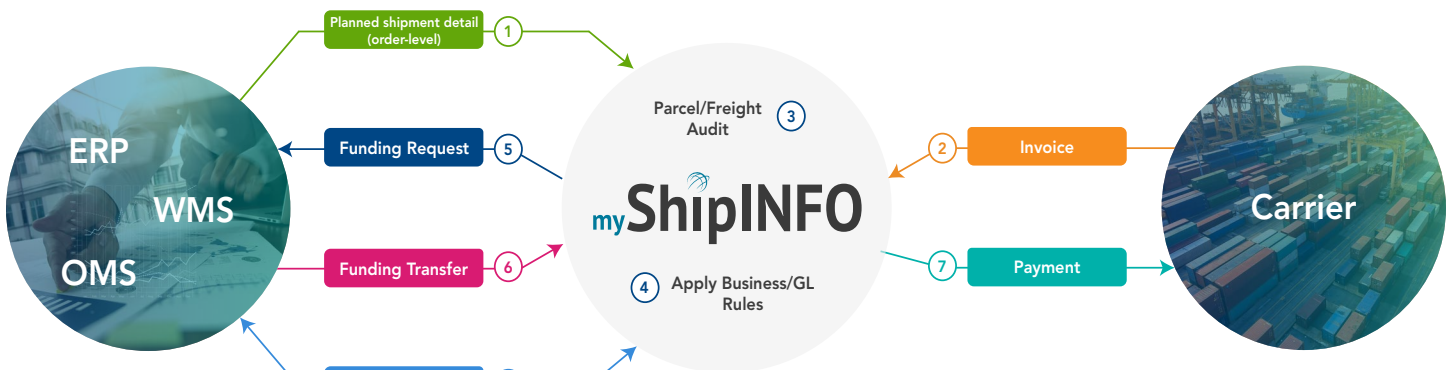 Planned shipment detail
(order-level)
1
Parcel/Freight
Audit
3
ERP
WMS
OMS
Funding Request
5
2
Invoice
myShipINFO
Carrier
Funding Transfer
6
4
Apply Business/GL
Rules
7
Payment